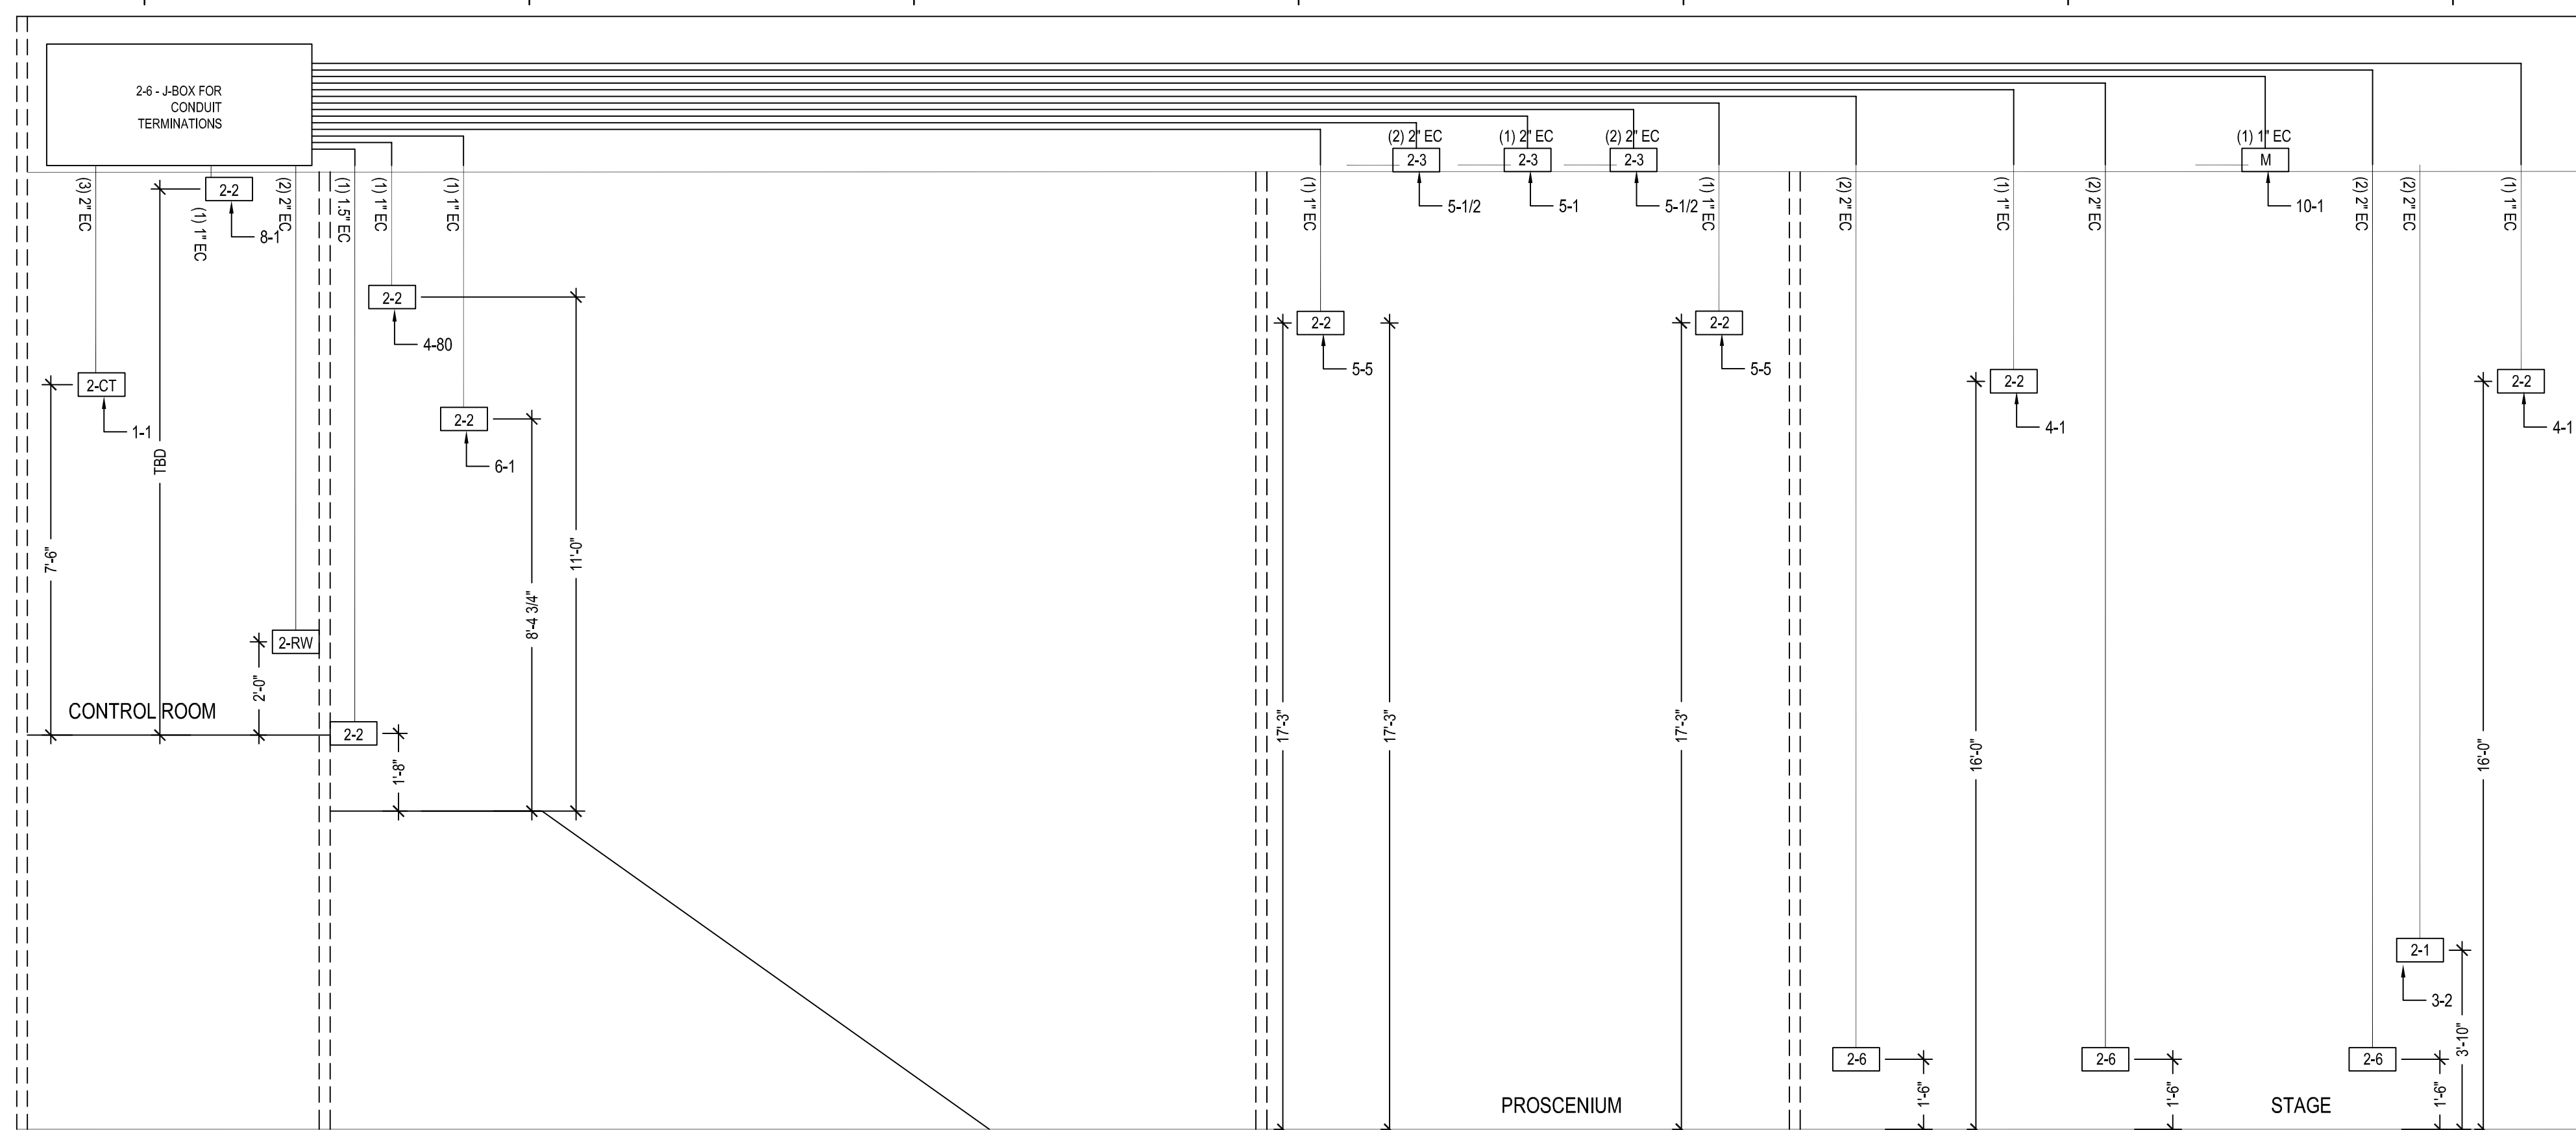 2-6 - J-BOX FOR
CONDUIT
TERMINATIONS
(2) 2" EC
(1) 2" EC
(2) 2" EC
(1) 1" EC
2-3
2-3
2-3
M
5-1/2
5-1
5-1/2
10-1
(3) 2" EC
2-2
(1) 1" EC
8-1
(2) 2" EC
(1) 1.5" EC
(1) 1" EC
(1) 1" EC
(1) 1" EC
(1) 1" EC
(2) 2" EC
(1) 1" EC
(2) 2" EC
(2) 2" EC
(2) 2" EC
(1) 1" EC
2-2
4-80
2-2
5-5
2-2
5-5
2-CT
1-1
2-2
6-1
2-2
4-1
2-2
4-1
TBD
7'-6"
11'-0"
8'-4 3/4"
2-RW
2'-0"
CONTROL ROOM
2-2
1'-8"
17'-3"
17'-3"
17'-3"
16'-0"
16'-0"
2-1
3-2
3'-10"
2-6
2-6
2-6
1'-6"
1'-6"
1'-6"
PROSCENIUM
STAGE